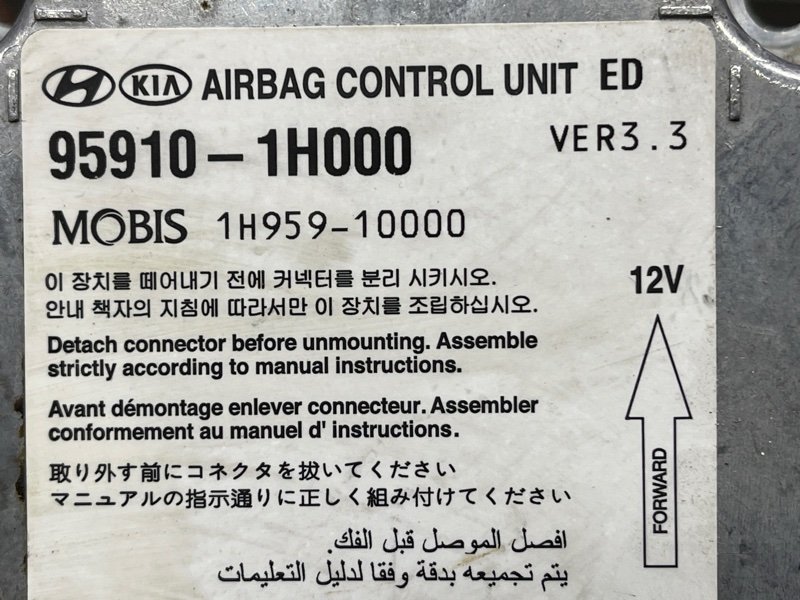 KIA AIRBAG CONTROL UNIT ED
95910-1H000 VER3.3
MOBIS 1H959-10000
이 장치를 떼어내기 전에 커넥터를 분리 시키시오.
안내 책자의 지침에 따라서만 이 장치를 조립하십시오.
12V
Detach connector before unmounting. Assemble
strictly according to manual instructions.
Avant démontage enlever connecteur. Assembler
conformement au manuel d' instructions.
FORWARD
取り外す前にコネクタを抜いてください
マニュアルの指示通りに正しく組み付けてください
افصل الموصل قبل الفك.
يتم تجميعه بدقة وفقا لدليل التعليمات